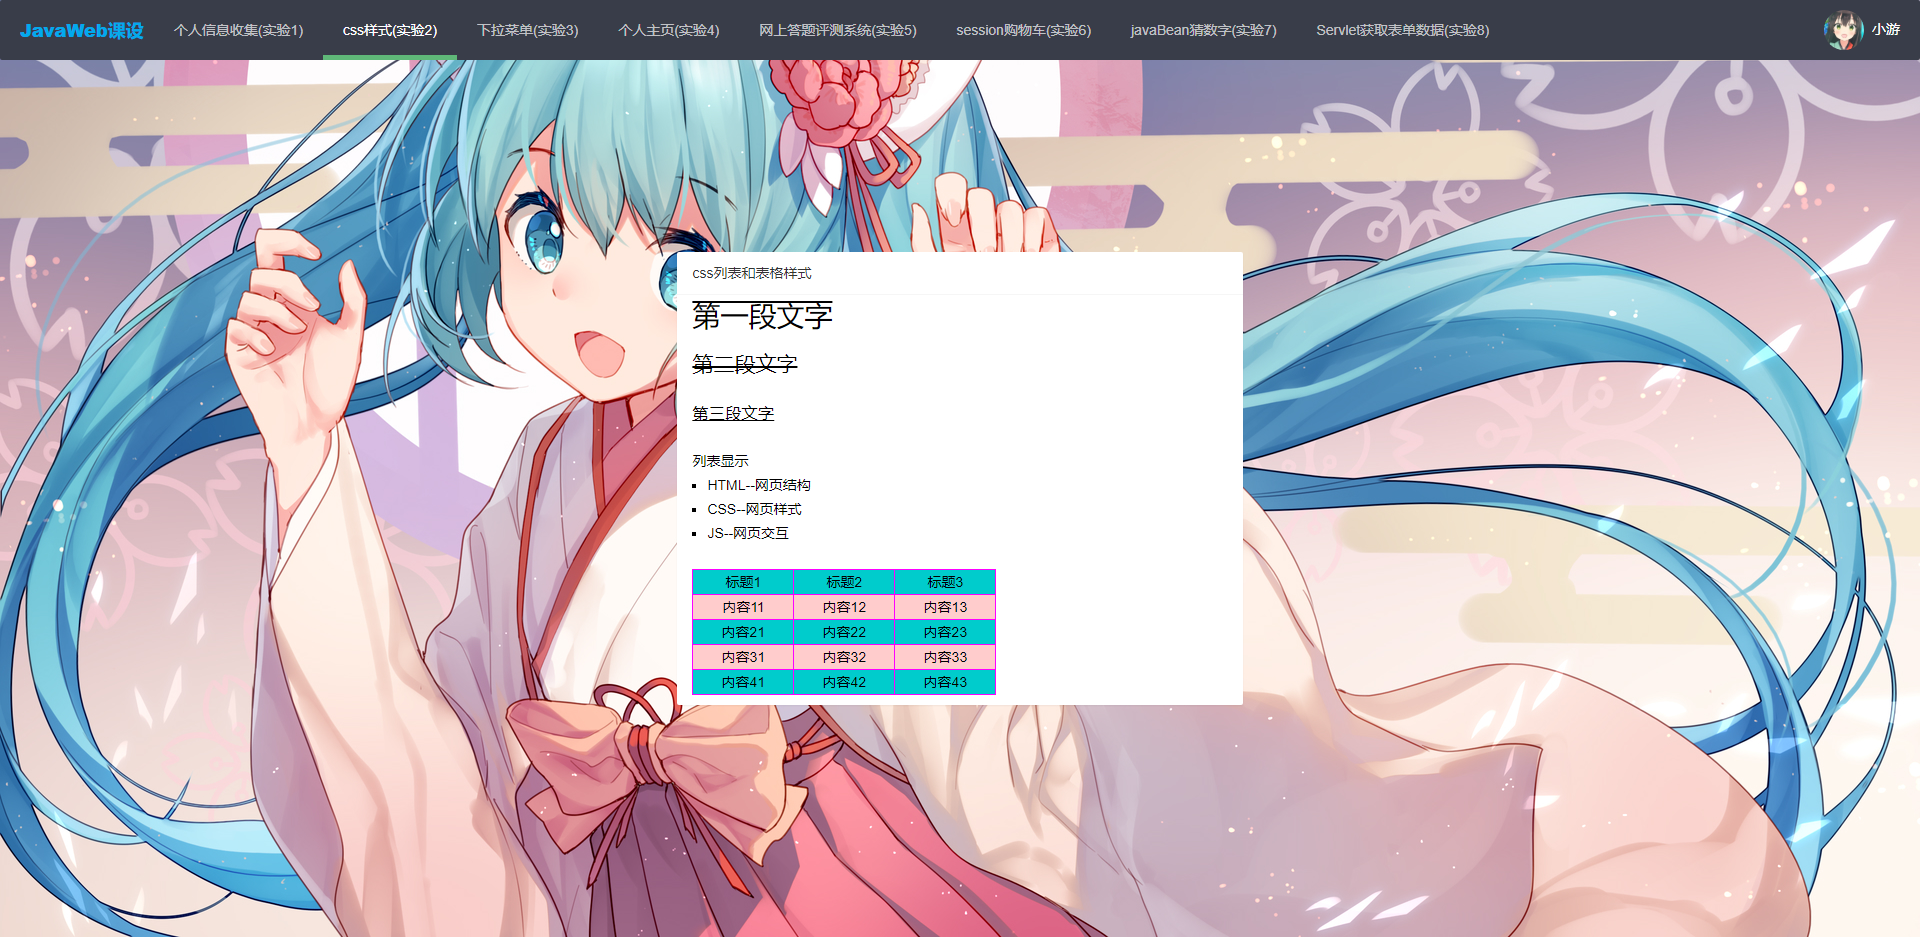 JavaWeb课设 个人信息收集(实验1) css样式(实验2) 下拉菜单(实验3) 个人主页(实验4) 网上答题评测系统(实验5) session购物车(实验6) javaBean猜数字(实验7) Servlet获取表单数据(实验8) 小游
css列表和表格样式
第一段文字
第二段文字
第三段文字
列表显示
HTML--网页结构
CSS--网页样式
JS--网页交互
标题1 标题2 标题3
内容11 内容12 内容13
内容21 内容22 内容23
内容31 内容32 内容33
内容41 内容42 内容43